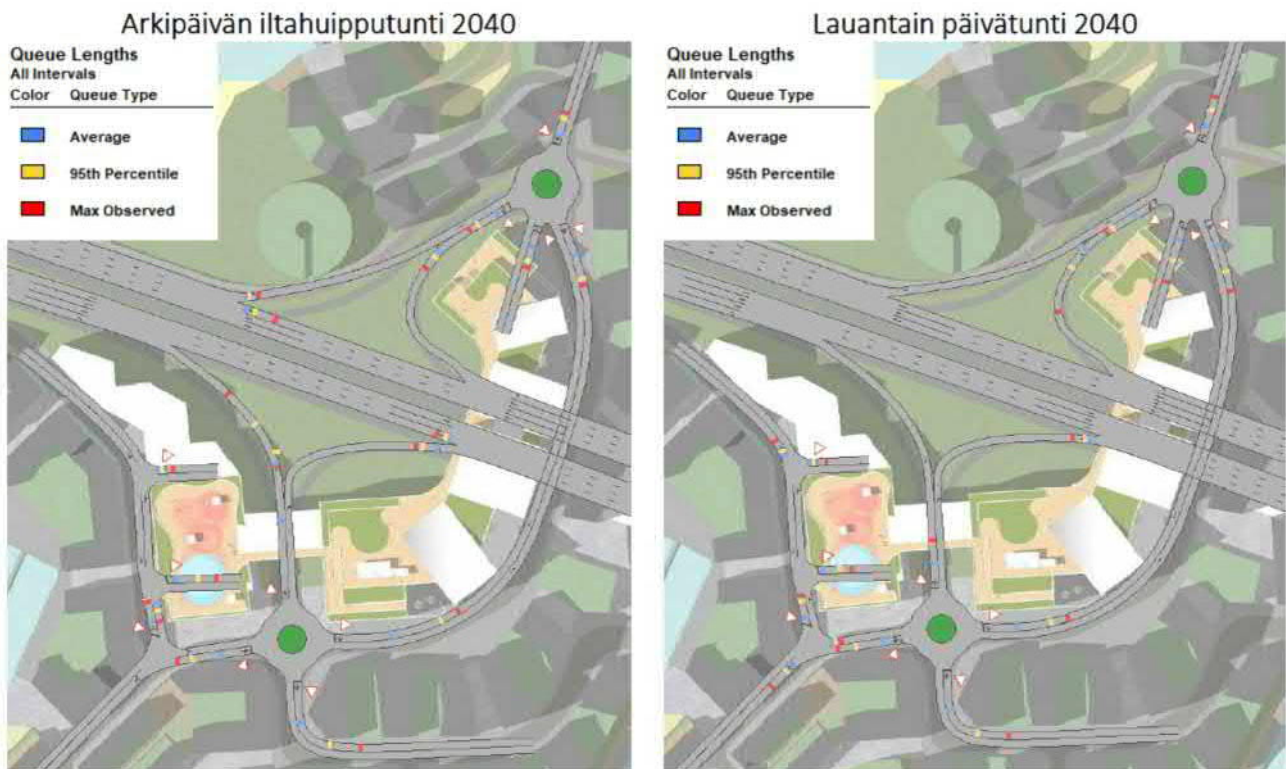 Arkipäivän iltahuipputunti 2040
Queue Lengths
All Intervals
Color Queue Type
Average
95th Percentile
Max Observed
Lauantain päivätunti 2040
Queue Lengths
All Intervals
Color Queue Type
Average
95th Percentile
Max Observed